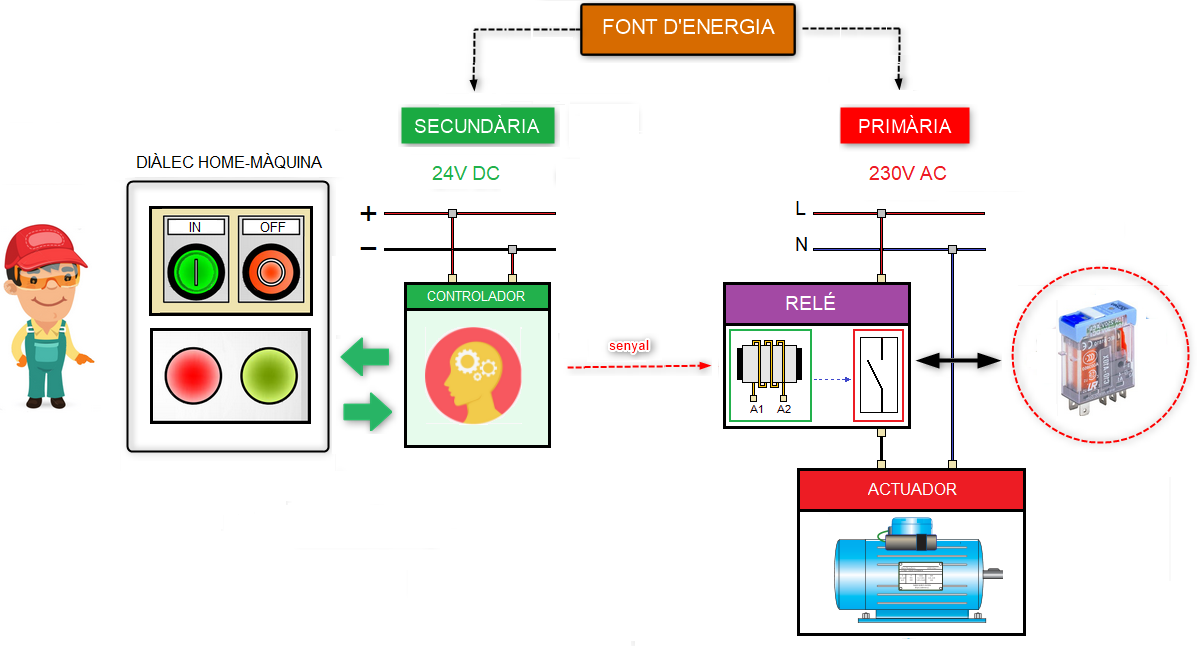 FONT D'ENERGIA
SECUNDÀRIA
PRIMÀRIA
24V DC
230V AC
DIÀLEC HOME-MÀQUINA
IN
OFF
+
−
L
N
CONTROLADOR
RELÉ
senyal
A1 A2
ACTUADOR